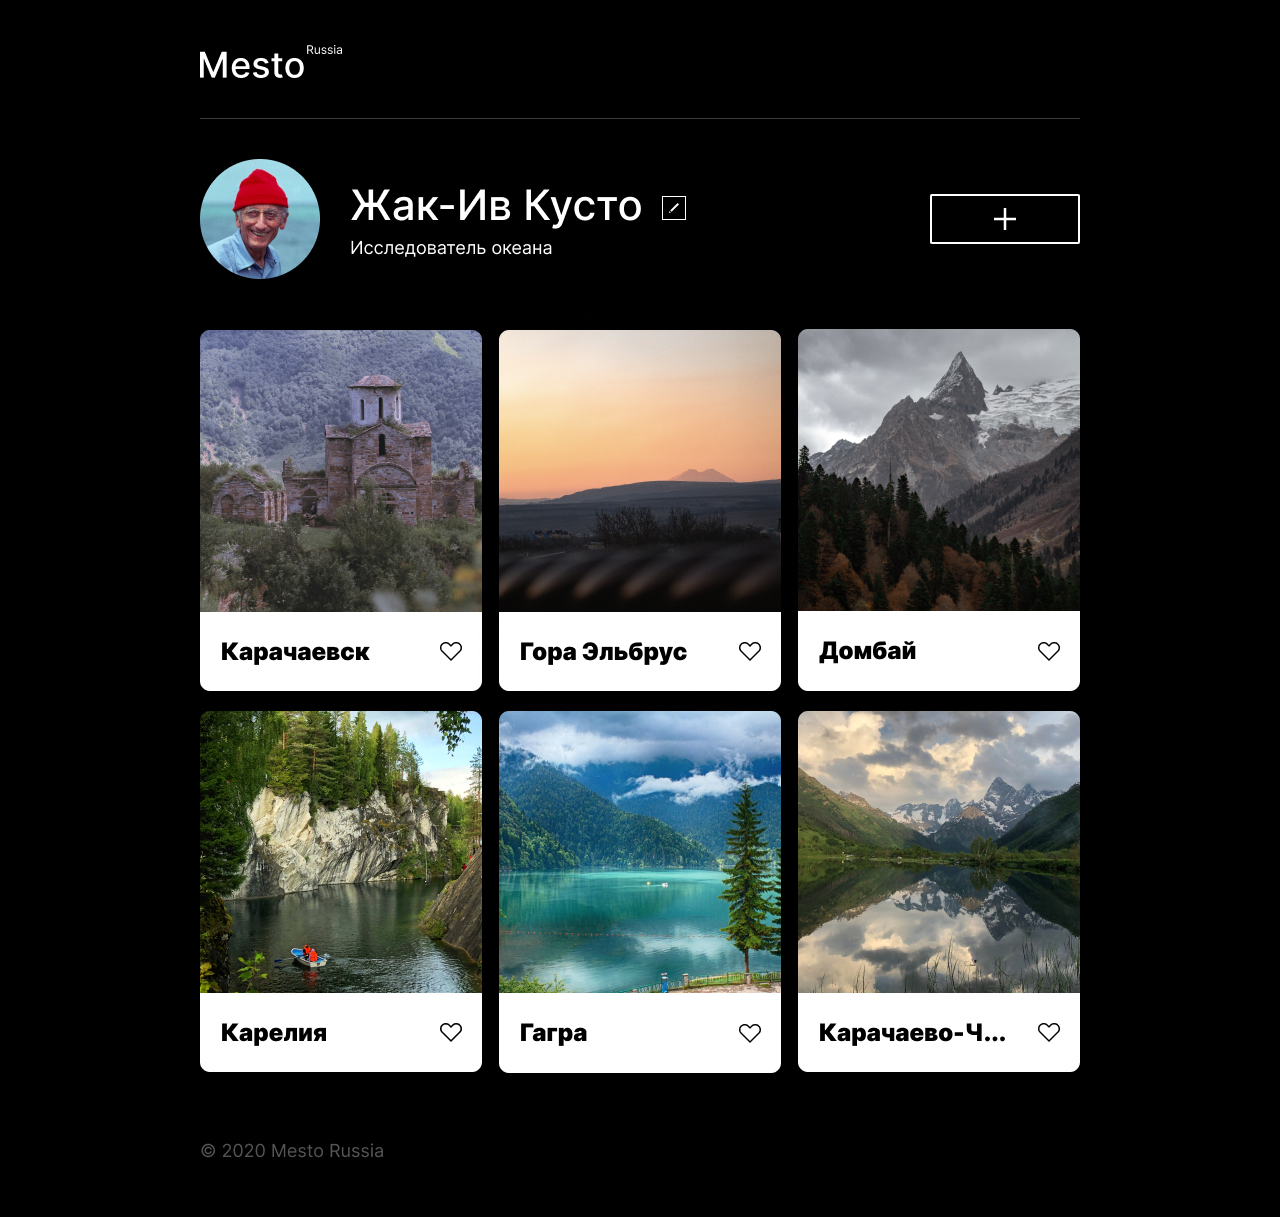 Mesto Russia
Жак-Ив Кусто
Исследователь океана
Карачаевск
Гора Эльбрус
Домбай
Карелия
Гагра
Карачаево-Ч...
© 2020 Mesto Russia